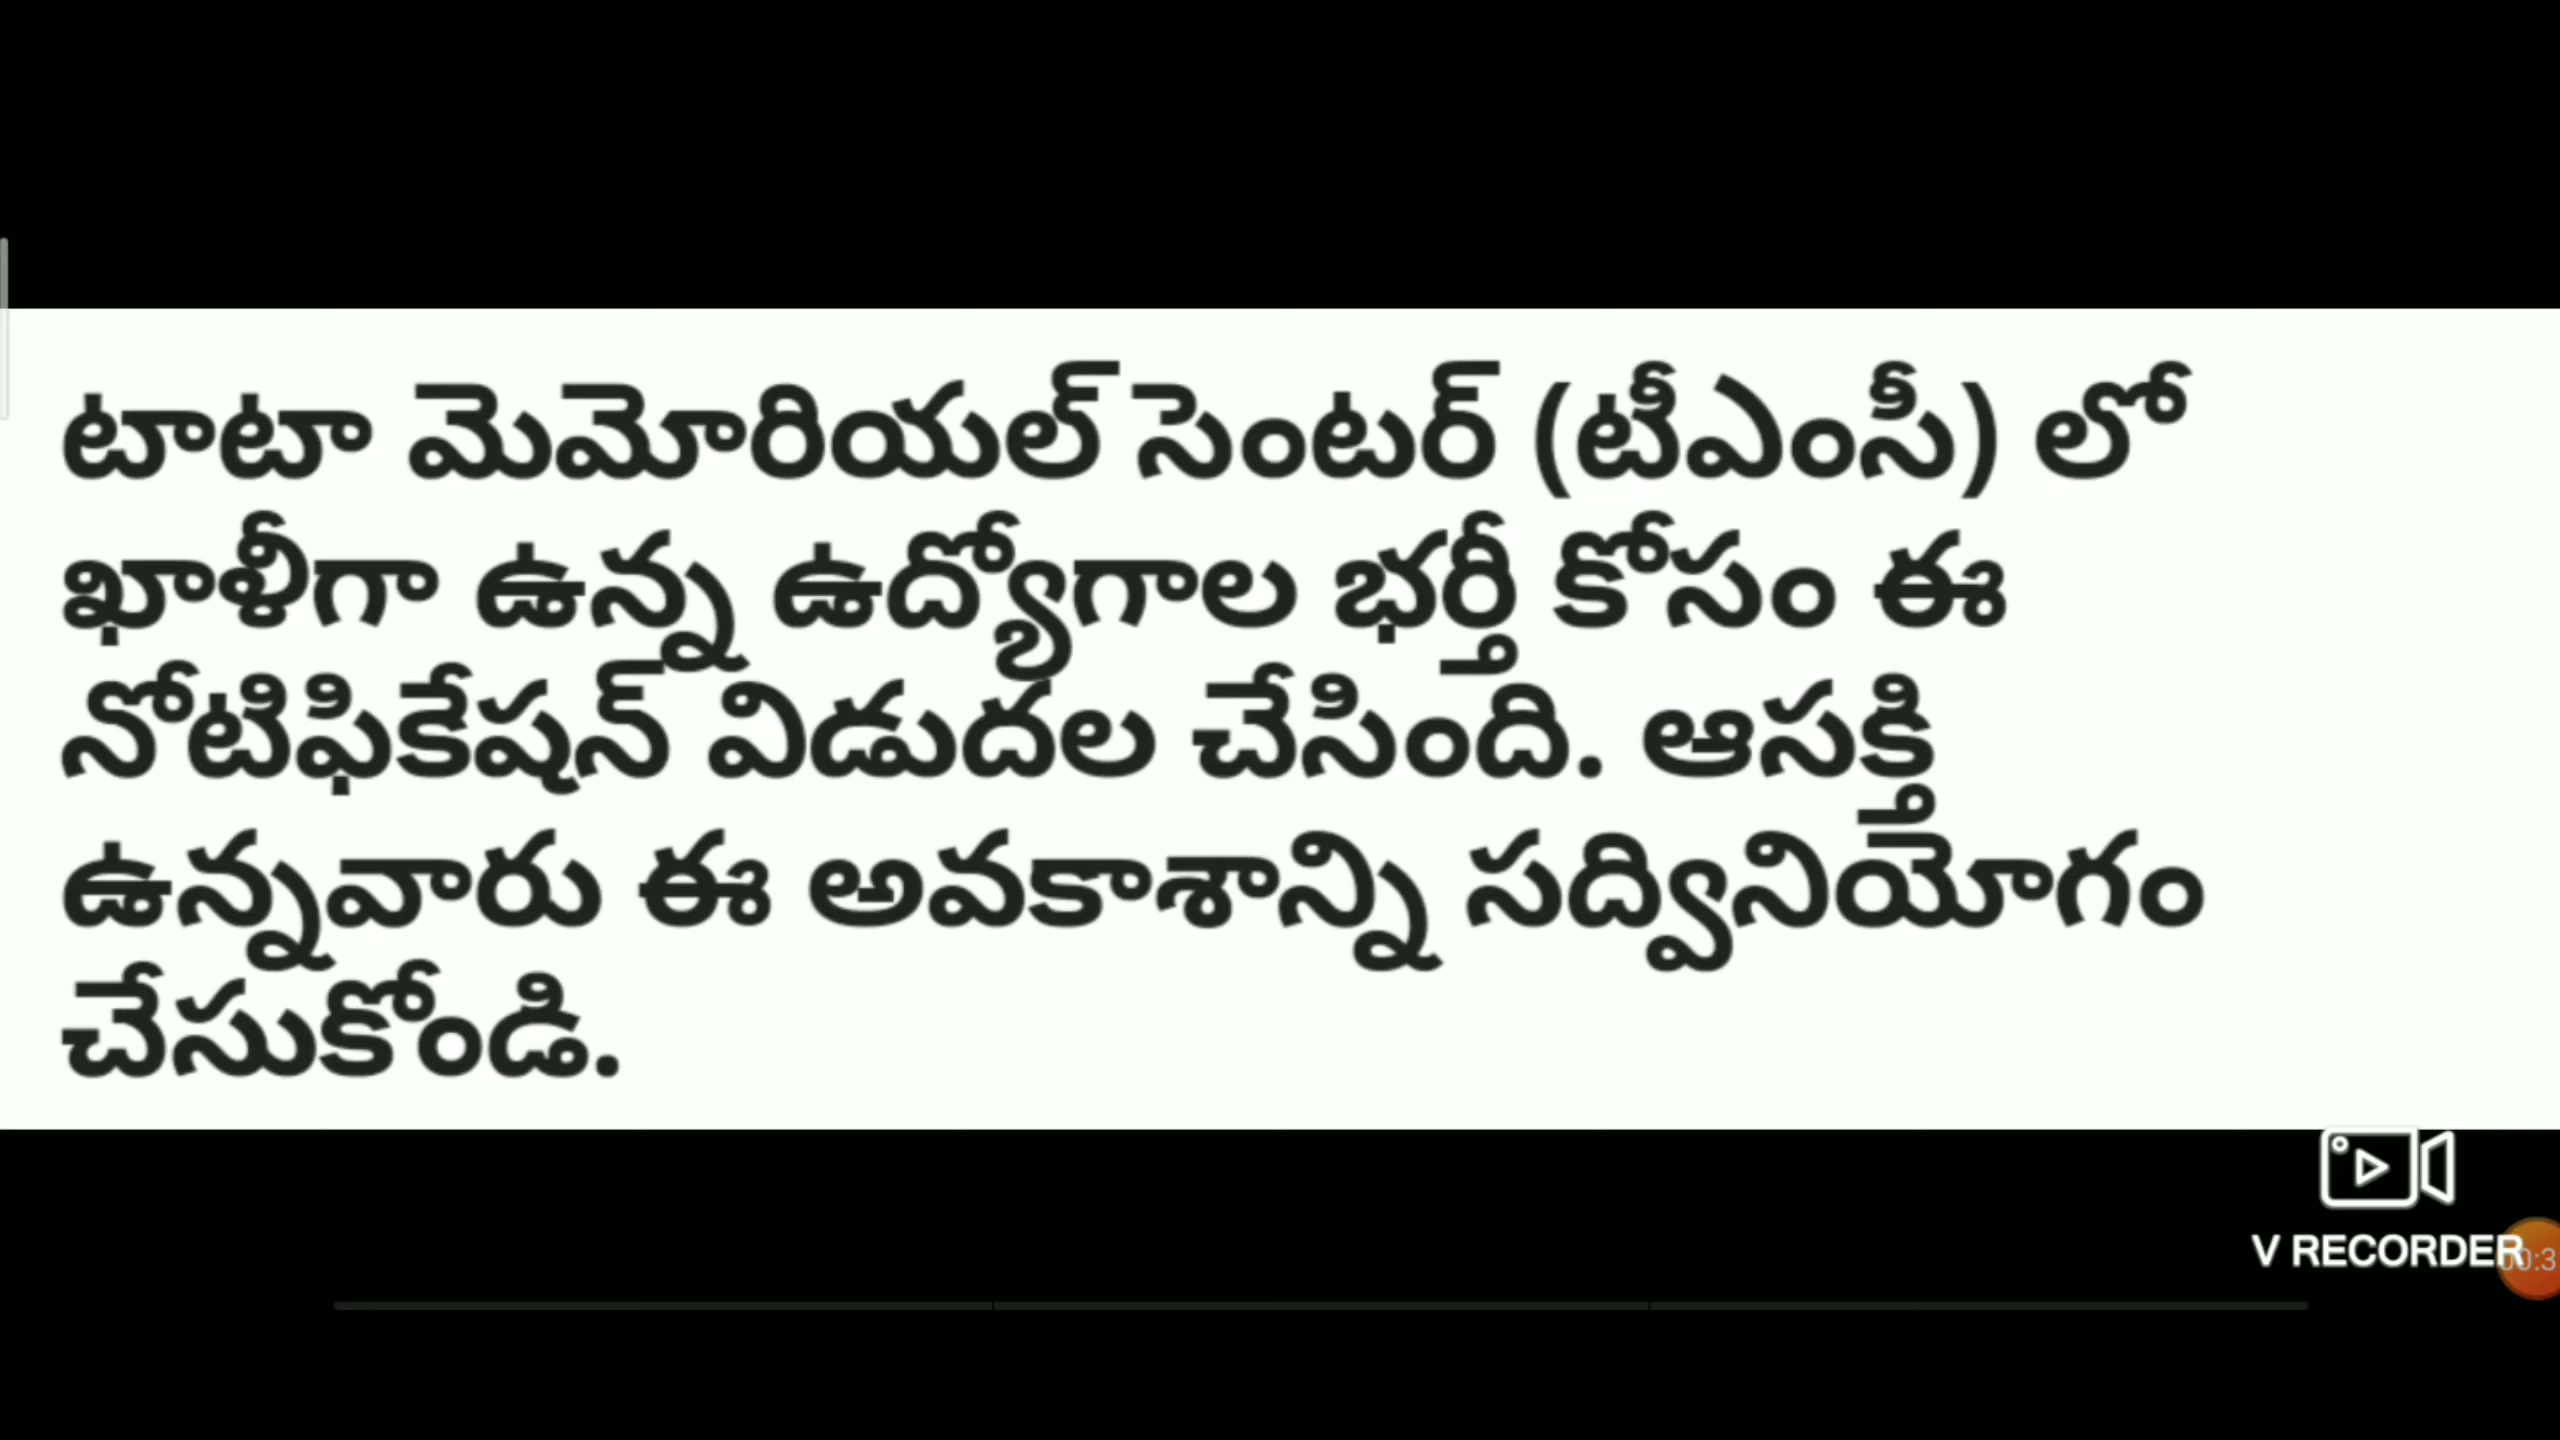 టాటా మెమోరియల్ సెంటర్ (టీఎంసీ) లో
ఖాళీగా ఉన్న ఉద్యోగాల భర్తీ కోసం ఈ
నోటిఫికేషన్ విడుదల చేసింది. ఆసక్తి
ఉన్నవారు ఈ అవకాశాన్ని సద్వినియోగం
చేసుకోండి.
V RECORDER